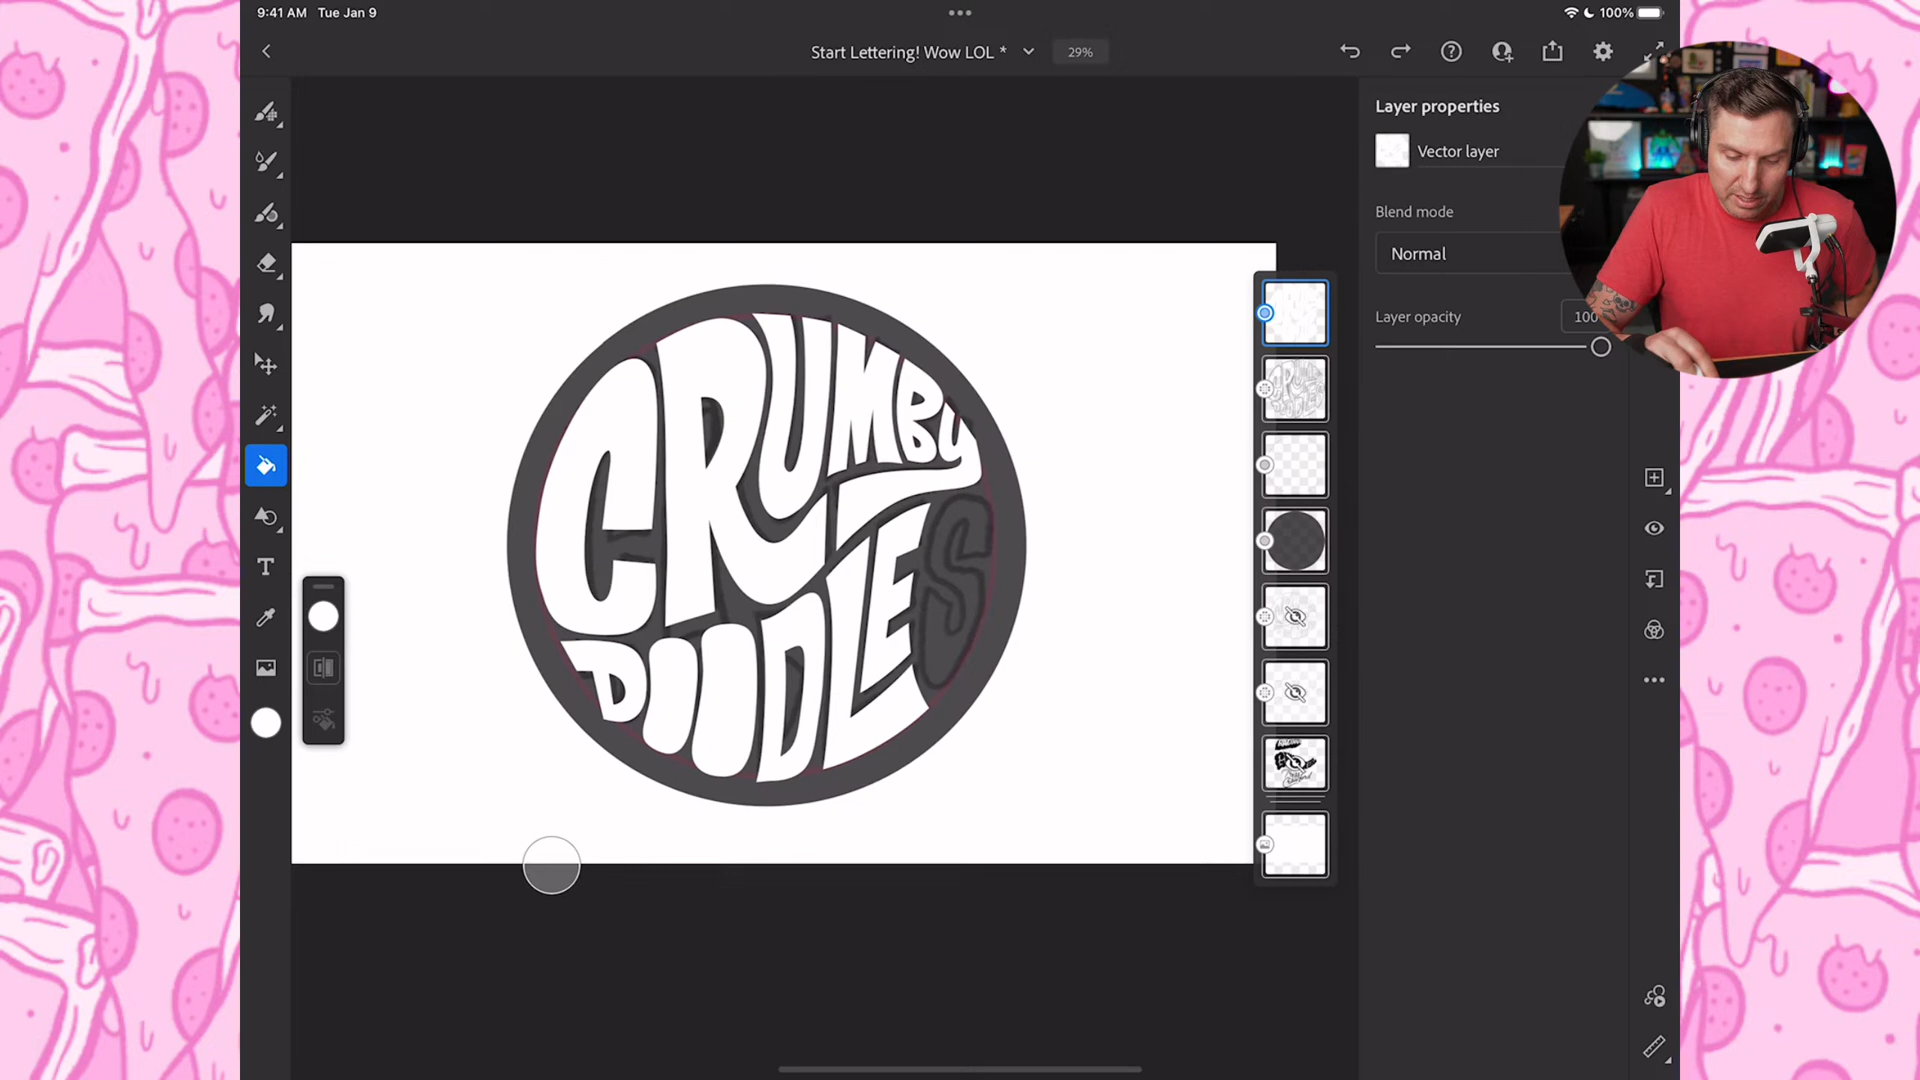 9:41 AM Tue Jan 9 100%
Start Lettering! Wow LOL * 29%
Layer properties
Vector layer
Blend mode
Normal
Layer opacity 100
T
CRUMBY
DOODLES